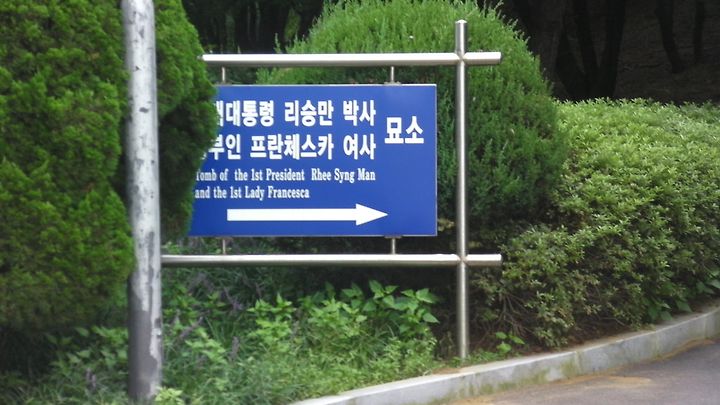 대통령 리승만 박사
부인 프란체스카 여사
묘소
Tomb of the 1st President Rhee Syng Man
and the 1st Lady Francesca